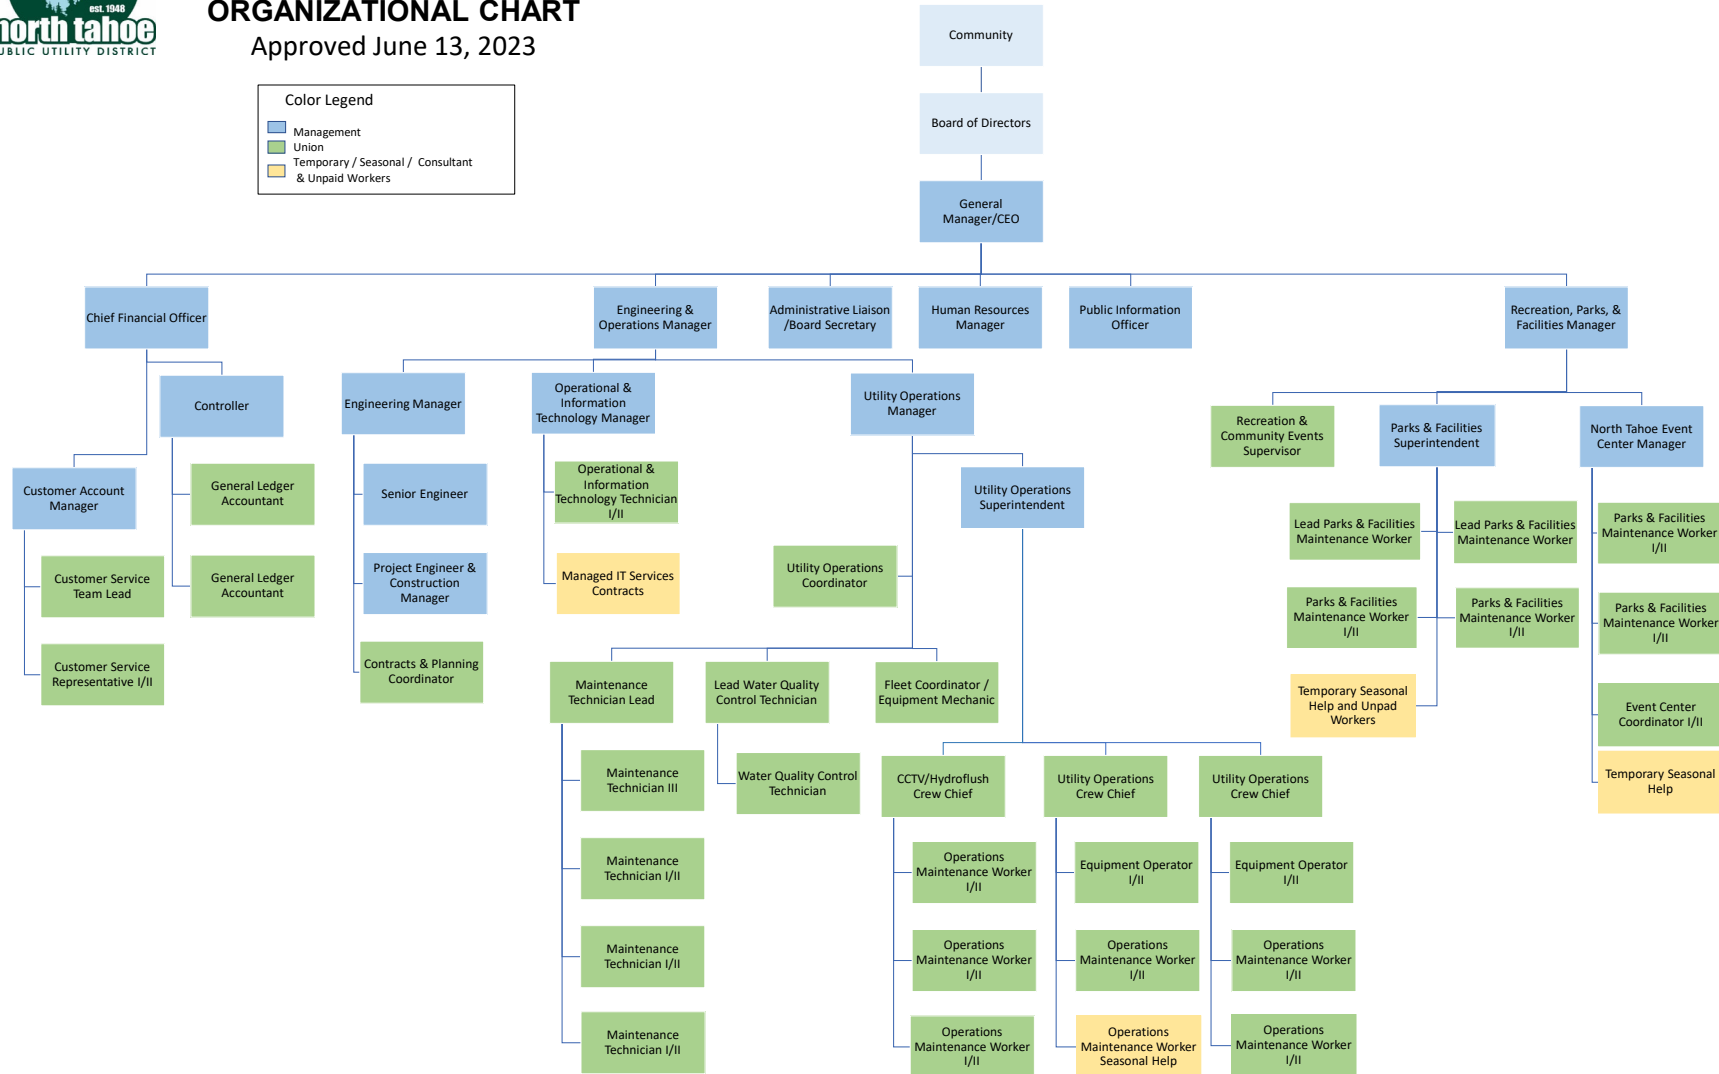 est. 1948
north tahoe
PUBLIC UTILITY DISTRICT
ORGANIZATIONAL CHART
Approved June 13, 2023
Color Legend
Management
Union
Temporary / Seasonal / Consultant
& Unpaid Workers
Community
Board of Directors
General
Manager/CEO
Chief Financial Officer
Engineering &
Operations Manager
Administrative Liaison
/Board Secretary
Human Resources
Manager
Public Information
Officer
Recreation, Parks, &
Facilities Manager
Controller
Engineering Manager
Operational &
Information
Technology Manager
Utility Operations
Manager
Recreation &
Community Events
Supervisor
Parks & Facilities
Superintendent
North Tahoe Event
Center Manager
Customer Account
Manager
General Ledger
Accountant
Senior Engineer
Operational &
Information
Technology Technician
I/II
Utility Operations
Superintendent
Lead Parks & Facilities
Maintenance Worker
Lead Parks & Facilities
Maintenance Worker
Parks & Facilities
Maintenance Worker
I/II
Customer Service
Team Lead
General Ledger
Accountant
Project Engineer &
Construction
Manager
Managed IT Services
Contracts
Utility Operations
Coordinator
Parks & Facilities
Maintenance Worker
I/II
Parks & Facilities
Maintenance Worker
I/II
Parks & Facilities
Maintenance Worker
I/II
Customer Service
Representative I/II
Contracts & Planning
Coordinator
Maintenance
Technician Lead
Lead Water Quality
Control Technician
Fleet Coordinator /
Equipment Mechanic
Temporary Seasonal
Help and Unpad
Workers
Event Center
Coordinator I/II
Maintenance
Technician III
Water Quality Control
Technician
CCTV/Hydroflush
Crew Chief
Utility Operations
Crew Chief
Utility Operations
Crew Chief
Temporary Seasonal
Help
Maintenance
Technician I/II
Operations
Maintenance Worker
I/II
Equipment Operator
I/II
Equipment Operator
I/II
Maintenance
Technician I/II
Operations
Maintenance Worker
I/II
Operations
Maintenance Worker
I/II
Operations
Maintenance Worker
I/II
Maintenance
Technician I/II
Operations
Maintenance Worker
I/II
Operations
Maintenance Worker
Seasonal Help
Operations
Maintenance Worker
I/II